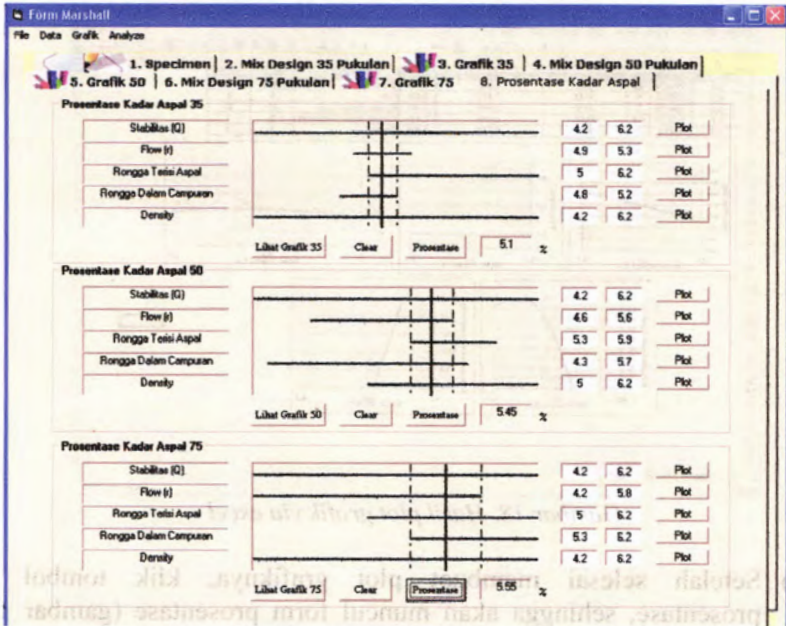 Form Marshall
File Data Grafik Analyze
1. Specimen 2. Mix Design 35 Pukulan 3. Grafik 35 4. Mix Design 50 Pukulan
5. Grafik 50 6. Mix Design 75 Pukulan 7. Grafik 75 8. Prosentase Kadar Aspal
Prosentase Kadar Aspal 35
Stabilitas (Q) 4.2 6.2 Plot
Flow (r) 4.9 5.3 Plot
Rongga Terisi Aspal 5 6.2 Plot
Rongga Dalam Campuran 4.8 5.2 Plot
Density 4.2 6.2 Plot
Lihat Grafik 35 Clear Prosentase 5.1 %
Prosentase Kadar Aspal 50
Stabilitas (Q) 4.2 6.2 Plot
Flow (r) 4.6 5.6 Plot
Rongga Terisi Aspal 5.3 5.9 Plot
Rongga Dalam Campuran 4.3 5.7 Plot
Density 5 6.2 Plot
Lihat Grafik 50 Clear Prosentase 5.45 %
Prosentase Kadar Aspal 75
Stabilitas (Q) 4.2 6.2 Plot
Flow (r) 4.2 5.8 Plot
Rongga Terisi Aspal 5 6.2 Plot
Rongga Dalam Campuran 5.3 6.2 Plot
Density 4.2 6.2 Plot
Lihat Grafik 75 Clear Prosentase 5.55 %